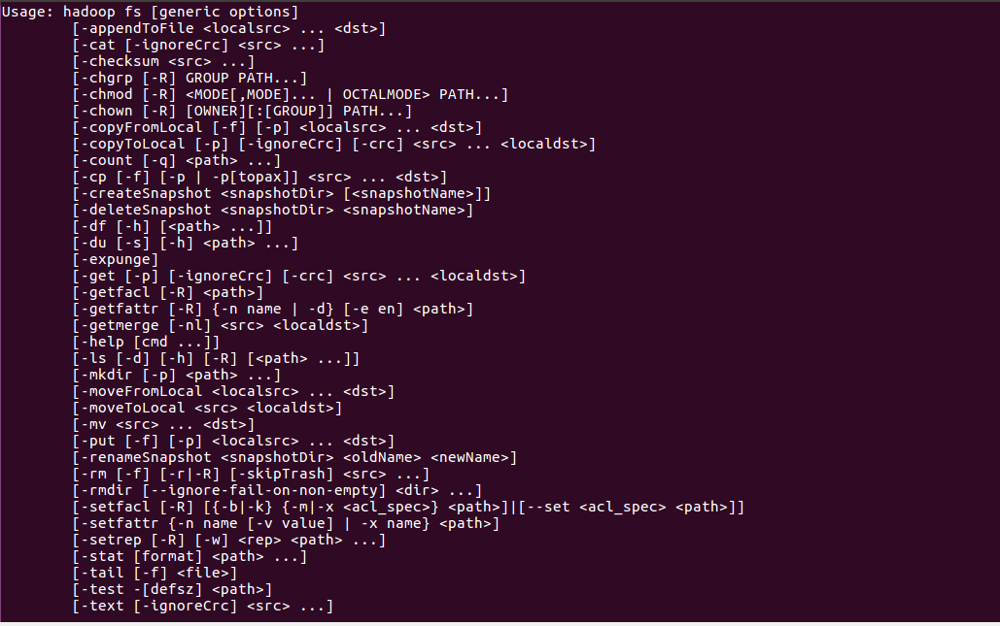 Usage: hadoop fs [generic options]
[-appendToFile <localsrc> ... <dst>]
[-cat [-ignoreCrc] <src> ...]
[-checksum <src> ...]
[-chgrp [-R] GROUP PATH...]
[-chmod [-R] <MODE[,MODE]... | OCTALMODE> PATH...]
[-chown [-R] [OWNER][:[GROUP]] PATH...]
[-copyFromLocal [-f] [-p] <localsrc> ... <dst>]
[-copyToLocal [-p] [-ignoreCrc] [-crc] <src> ... <localdst>]
[-count [-q] <path> ...]
[-cp [-f] [-p | -p[topax]] <src> ... <dst>]
[-createSnapshot <snapshotDir> [<snapshotName>]]
[-deleteSnapshot <snapshotDir> <snapshotName>]
[-df [-h] [<path> ...]]
[-du [-s] [-h] <path> ...]
[-expunge]
[-get [-p] [-ignoreCrc] [-crc] <src> ... <localdst>]
[-getfacl [-R] <path>]
[-getfattr [-R] {-n name | -d} [-e en] <path>]
[-getmerge [-nl] <src> <localdst>]
[-help [cmd ...]]
[-ls [-d] [-h] [-R] [<path> ...]]
[-mkdir [-p] <path> ...]
[-moveFromLocal <localsrc> ... <dst>]
[-moveToLocal <src> <localdst>]
[-mv <src> ... <dst>]
[-put [-f] [-p] <localsrc> ... <dst>]
[-renameSnapshot <snapshotDir> <oldName> <newName>]
[-rm [-f] [-r|-R] [-skipTrash] <src> ...]
[-rmdir [--ignore-fail-on-non-empty] <dir> ...]
[-setfacl [-R] [{-b|-k} {-m|-x <acl_spec>} <path>]|[--set <acl_spec> <path>]]
[-setfattr {-n name [-v value] | -x name} <path>]
[-setrep [-R] [-w] <rep> <path> ...]
[-stat [format] <path> ...]
[-tail [-f] <file>]
[-test -[defsz] <path>]
[-text [-ignoreCrc] <src> ...]